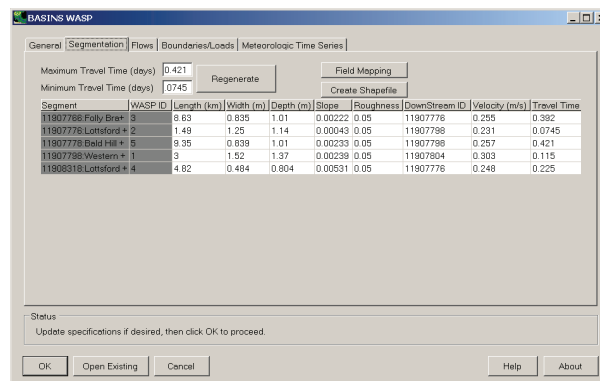 BASINS WASP
General Segmentation Flows Boundaries/Loads Meteorologic Time Series
Maximum Travel Time (days) 0.421
Minimum Travel Time (days) .0745
Regenerate
Field Mapping
Create Shapefile
Segment WASP ID Length (km) Width (m) Depth (m) Slope Roughness DownStream ID Velocity (m/s) Travel Time
11907766:Folly Bra+ 3 8.63 0.835 1.01 0.00222 0.05 11907776 0.255 0.392
11907776:Lottsford + 2 1.49 1.25 1.14 0.00043 0.05 11907798 0.231 0.0745
11907778:Bald Hill + 5 9.35 0.839 1.01 0.00233 0.05 11907798 0.257 0.421
11907798:Western + 1 3 1.52 1.37 0.00239 0.05 11907804 0.303 0.115
11908318:Lottsford + 4 4.82 0.484 0.804 0.00531 0.05 11907776 0.248 0.225
Status
Update specifications if desired, then click OK to proceed.
OK Open Existing Cancel Help About